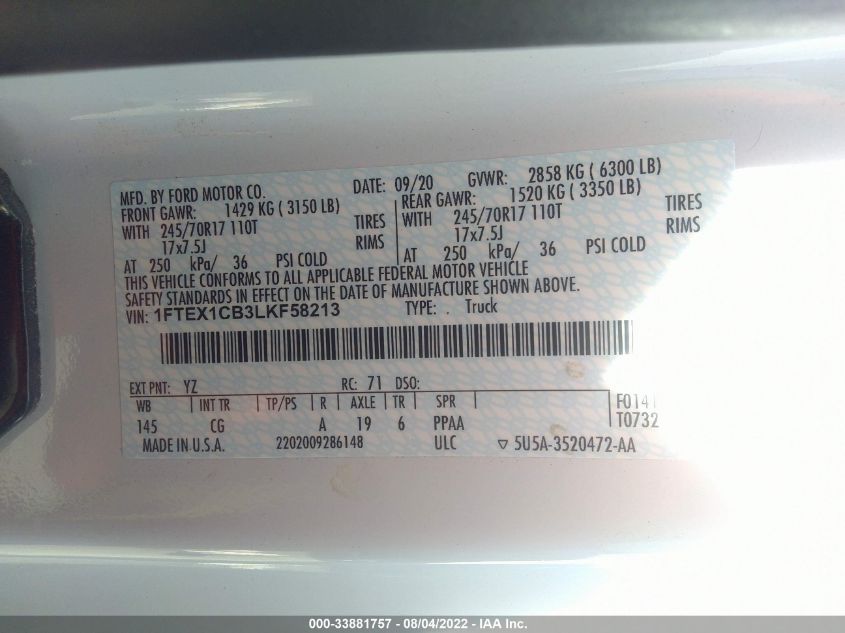 MFD. BY FORD MOTOR CO. DATE: 09/20 GVWR: 2858 KG ( 6300 LB)
FRONT GAWR: 1429 KG ( 3150 LB) REAR GAWR: 1520 KG ( 3350 LB)
WITH 245/70R17 110T TIRES WITH 245/70R17 110T TIRES
17x7.5J RIMS 17x7.5J RIMS
AT 250 kPa/ 36 PSI COLD AT 250 kPa/ 36 PSI COLD
THIS VEHICLE CONFORMS TO ALL APPLICABLE FEDERAL MOTOR VEHICLE
SAFETY STANDARDS IN EFFECT ON THE DATE OF MANUFACTURE SHOWN ABOVE.
VIN: 1FTEX1CB3LKF58213 TYPE: . Truck
EXT PNT: YZ RC: 71 DSO:
WB INT TR TP/PS R AXLE TR SPR F0141
145 CG A 19 6 PPAA T0732
MADE IN U.S.A. 2202009286148 ULC ▽ 5U5A-3520472-AA
000-33881757 - 08/04/2022 - IAA Inc.